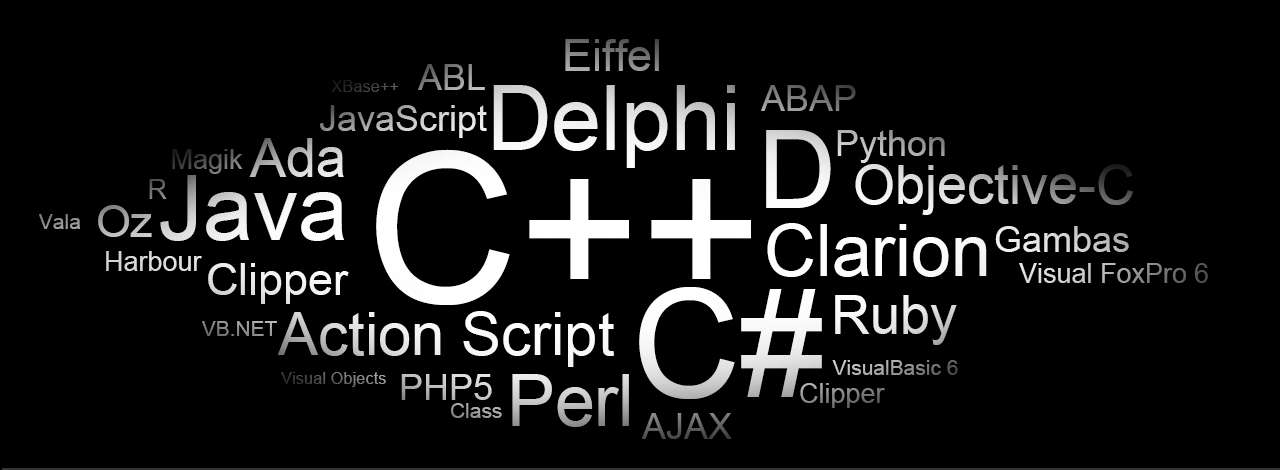 Eiffel
XBase++
ABL
Delphi
ABAP
JavaScript
Python
Magik
Ada
D
Objective-C
R
Java
C++
Vala
Oz
Clarion
Gambas
Harbour
Clipper
Visual FoxPro 6
VB.NET
Action Script
C#
Ruby
Visual Objects
PHP5
Perl
VisualBasic 6
Class
Clipper
AJAX